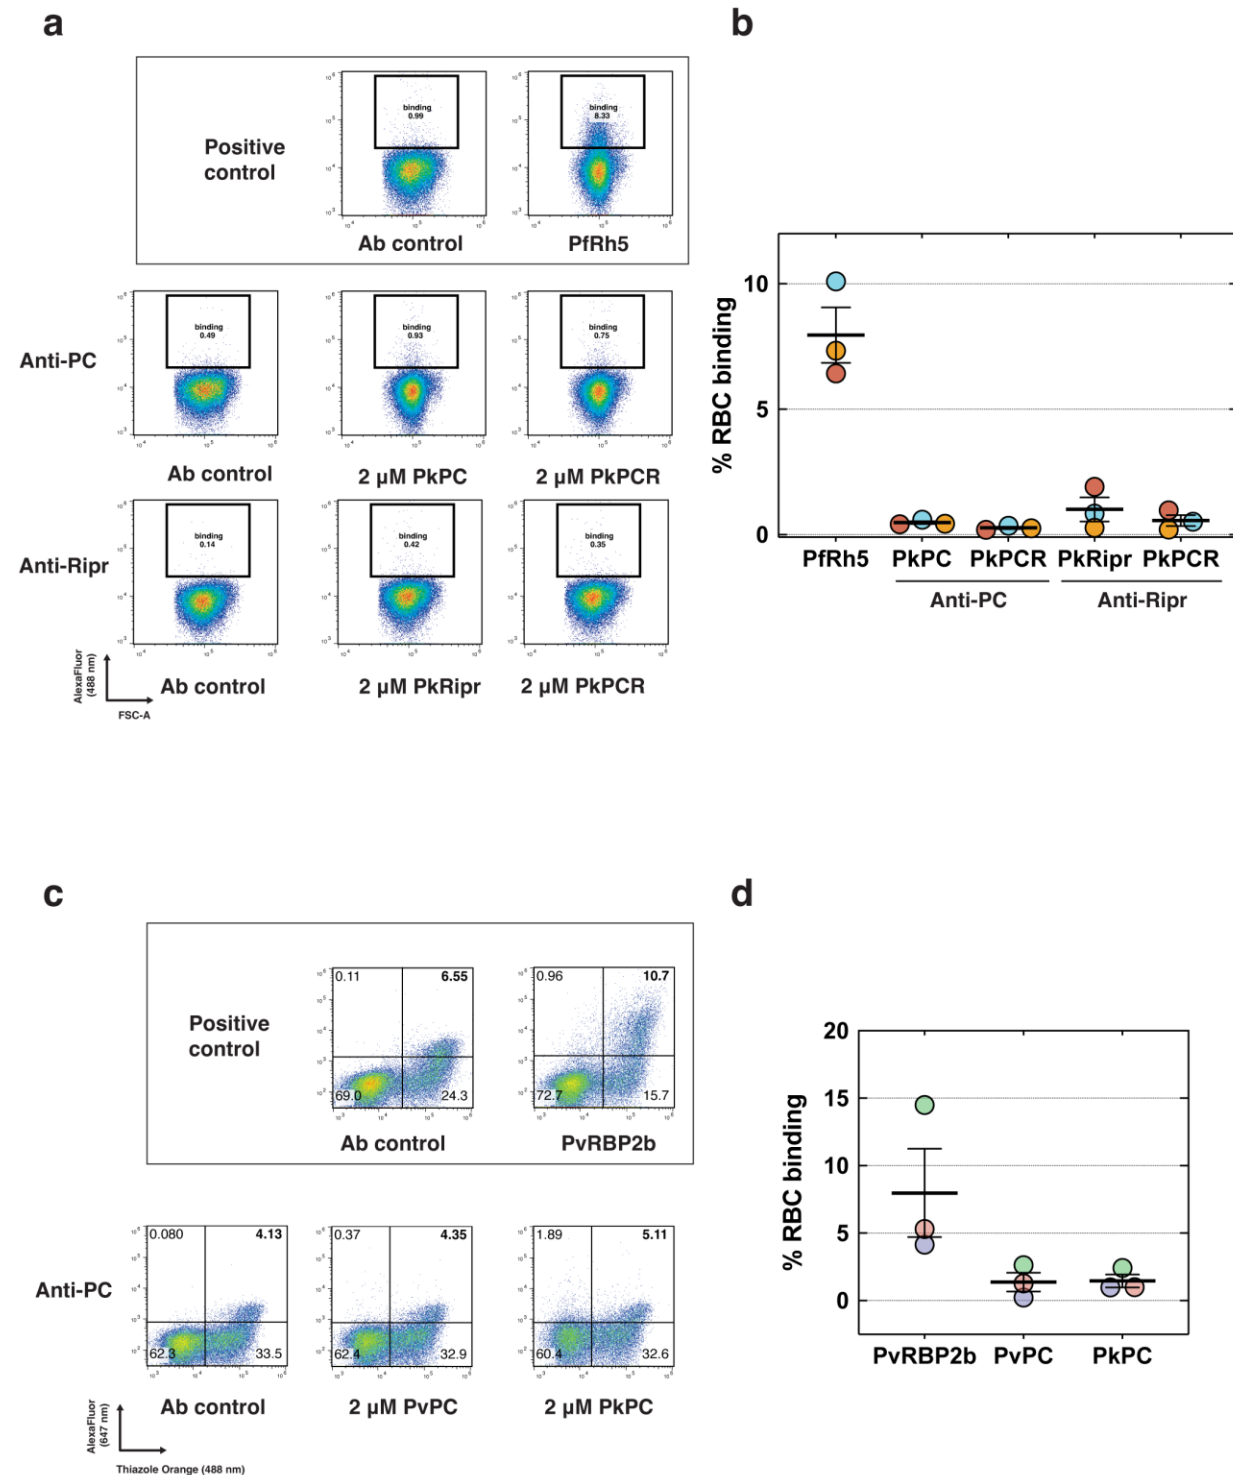 a
Positive
control
binding
0.99
Ab control
binding
8.33
PfRh5
Anti-PC
binding
0.49
Ab control
binding
0.93
2 µM PkPC
binding
0.75
2 µM PkPCR
Anti-Ripr
binding
0.14
Ab control
binding
0.42
2 µM PkRipr
binding
0.35
2 µM PkPCR
AlexaFluor
(488 nm)
FSC-A
b
% RBC binding
10
5
0
PfRh5 PkPC PkPCR PkRipr PkPCR
Anti-PC Anti-Ripr
c
Positive
control
0.11 6.55
69.0 24.3
Ab control
0.96 10.7
72.7 15.7
PvRBP2b
Anti-PC
0.080 4.13
62.3 33.5
Ab control
0.37 4.35
62.4 32.9
2 µM PvPC
1.89 5.11
60.4 32.6
2 µM PkPC
AlexaFluor
(647 nm)
Thiazole Orange (488 nm)
d
% RBC binding
20
15
10
5
0
PvRBP2b PvPC PkPC